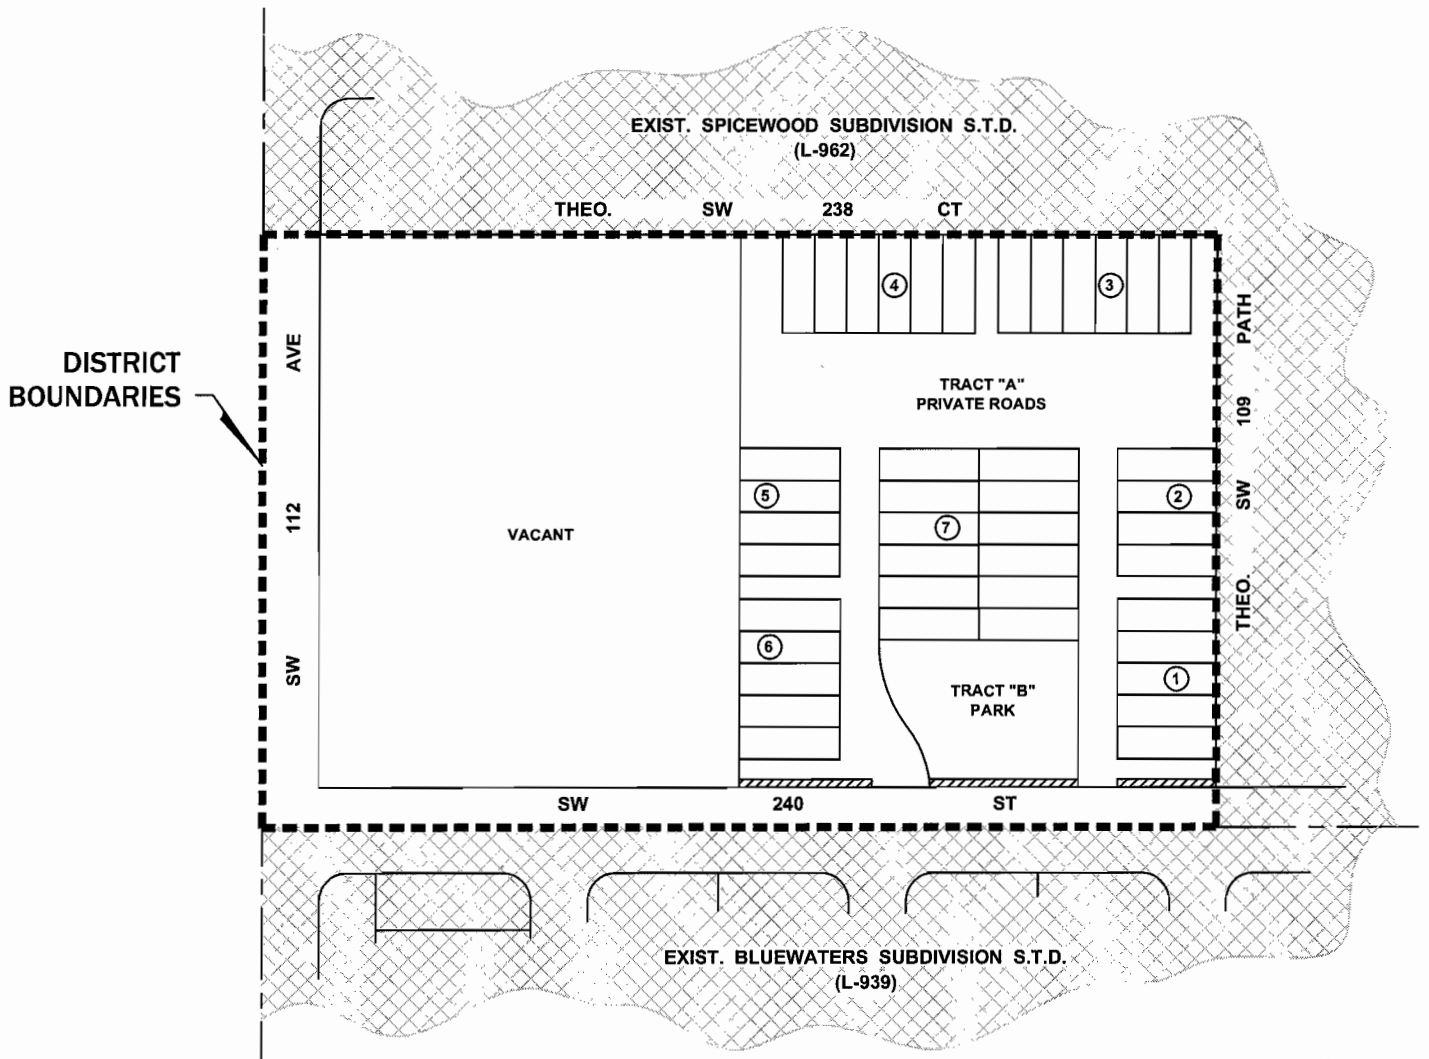 EXIST. SPICEWOOD SUBDIVISION S.T.D.
(L-962)
THEO. SW 238 CT
DISTRICT
BOUNDARIES
SW 112 AVE
4
3
THEO. SW 109 PATH
TRACT "A"
PRIVATE ROADS
5
2
7
VACANT
6
1
TRACT "B"
PARK
SW 240 ST
EXIST. BLUEWATERS SUBDIVISION S.T.D.
(L-939)